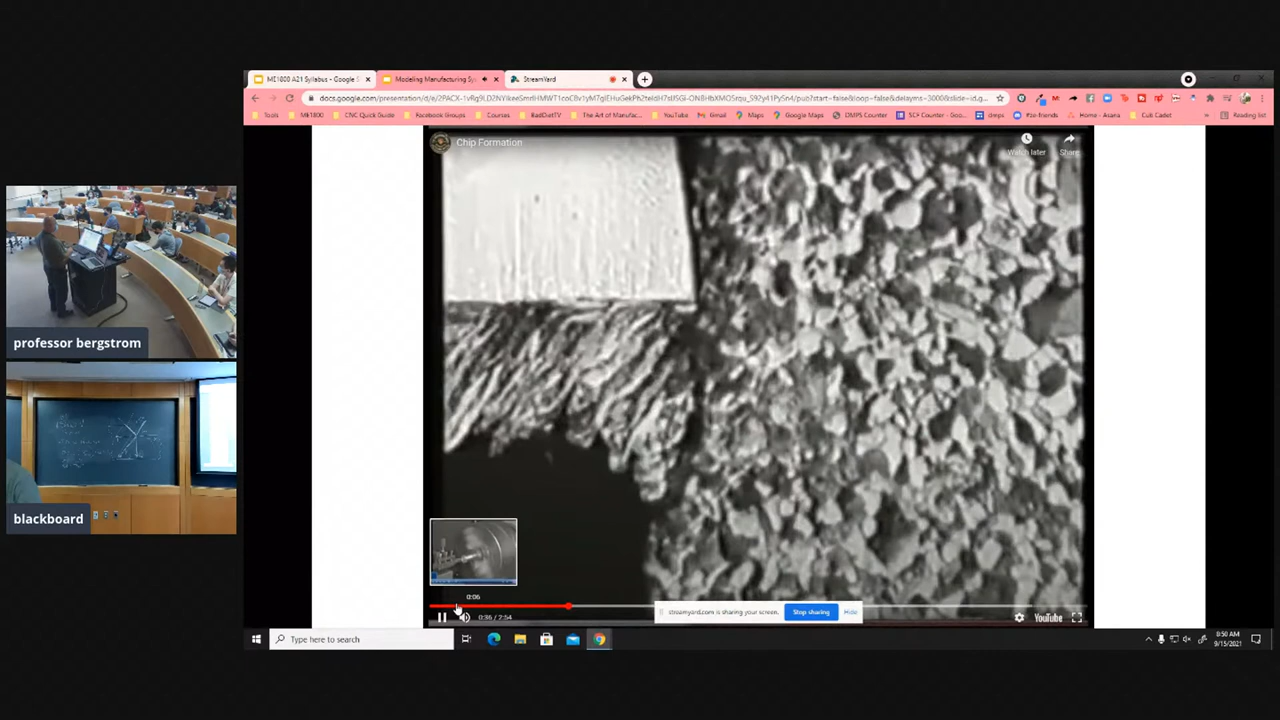 ME1800 A21 Syllabus - Google S
Modeling Manufacturing Sys
StreamYard
Tools
ME1800
CNC Quick Guide
Facebook Groups
Courses
BadDietTV
The Art of Manufac...
YouTube
Gmail
Maps
Google Maps
DMPS Counter
SC+ Counter - Goo...
dmps
Home - Asana
Cub Cadet
Reading list
Chip Formation
Watch later
Share
professor bergstrom
blackboard
0:06
0:36 / 2:54
streamyard.com is sharing your screen.
Stop sharing
Hide
YouTube
Type here to search
8:50 AM
9/15/2021